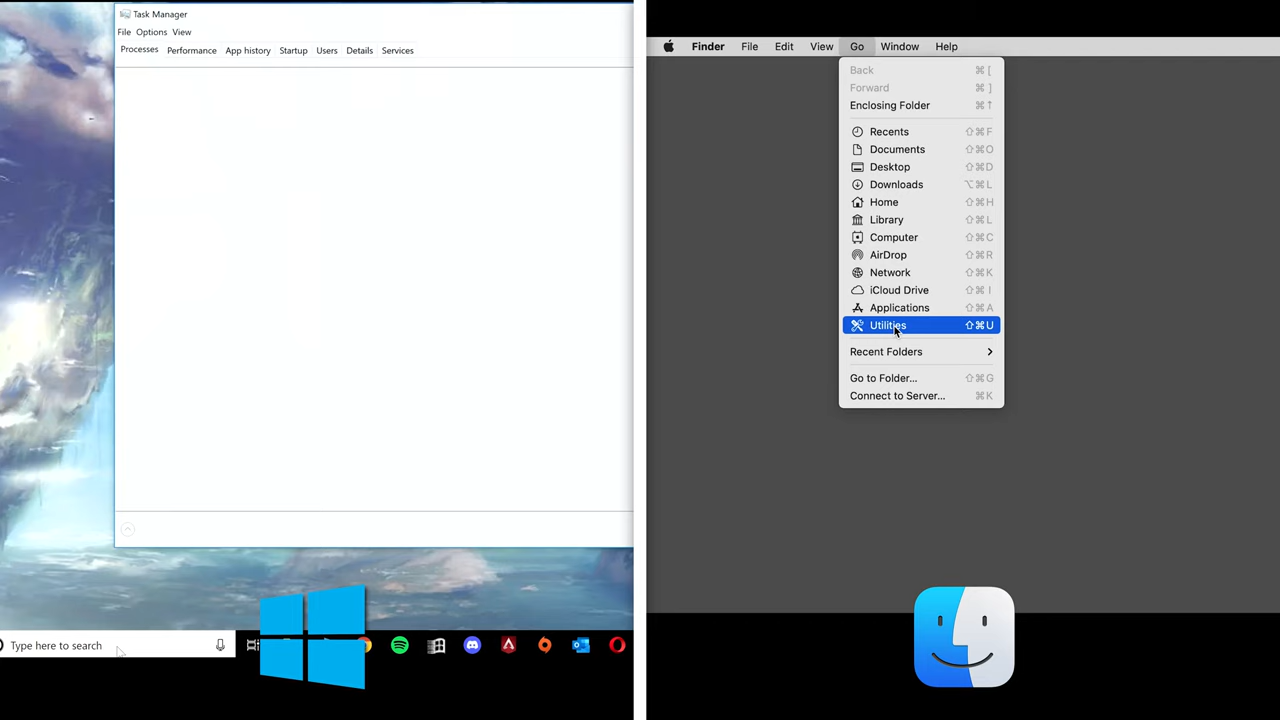 Task Manager
File Options View
Processes Performance App history Startup Users Details Services
Type here to search
Finder File Edit View Go Window Help
Back ⌘ [
Forward ⌘ ]
Enclosing Folder ⌘ ↑
Recents ⇧⌘ F
Documents ⇧⌘ O
Desktop ⇧⌘ D
Downloads ⌥⌘ L
Home ⇧⌘ H
Library ⇧⌘ L
Computer ⇧⌘ C
AirDrop ⇧⌘ R
Network ⇧⌘ K
iCloud Drive ⇧⌘ I
Applications ⇧⌘ A
Utilities ⇧⌘ U
Recent Folders
Go to Folder... ⇧⌘ G
Connect to Server... ⌘ K